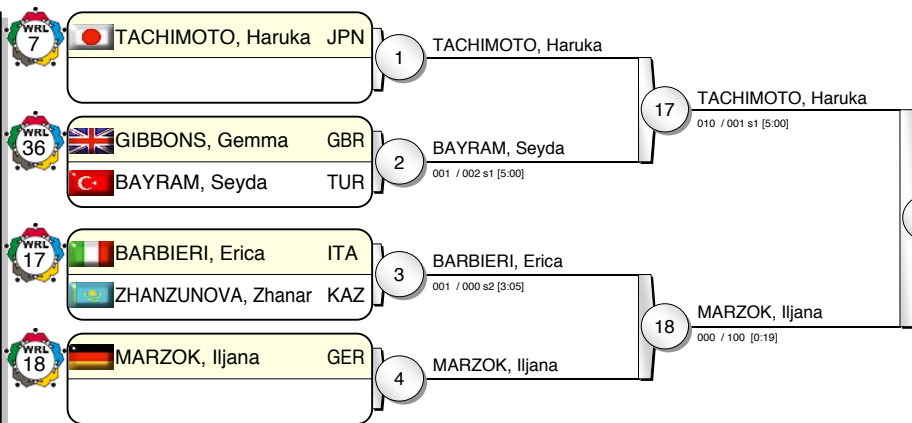 WRL
7
TACHIMOTO, Haruka JPN
1
TACHIMOTO, Haruka
17
TACHIMOTO, Haruka
010 / 001 s1 [5:00]
WRL
36
GIBBONS, Gemma GBR
BAYRAM, Seyda TUR
2
BAYRAM, Seyda
001 / 002 s1 [5:00]
WRL
17
BARBIERI, Erica ITA
ZHANZUNOVA, Zhanar KAZ
3
BARBIERI, Erica
001 / 000 s2 [3:05]
18
MARZOK, Iljana
000 / 100 [0:19]
WRL
18
MARZOK, Iljana GER
4
MARZOK, Iljana